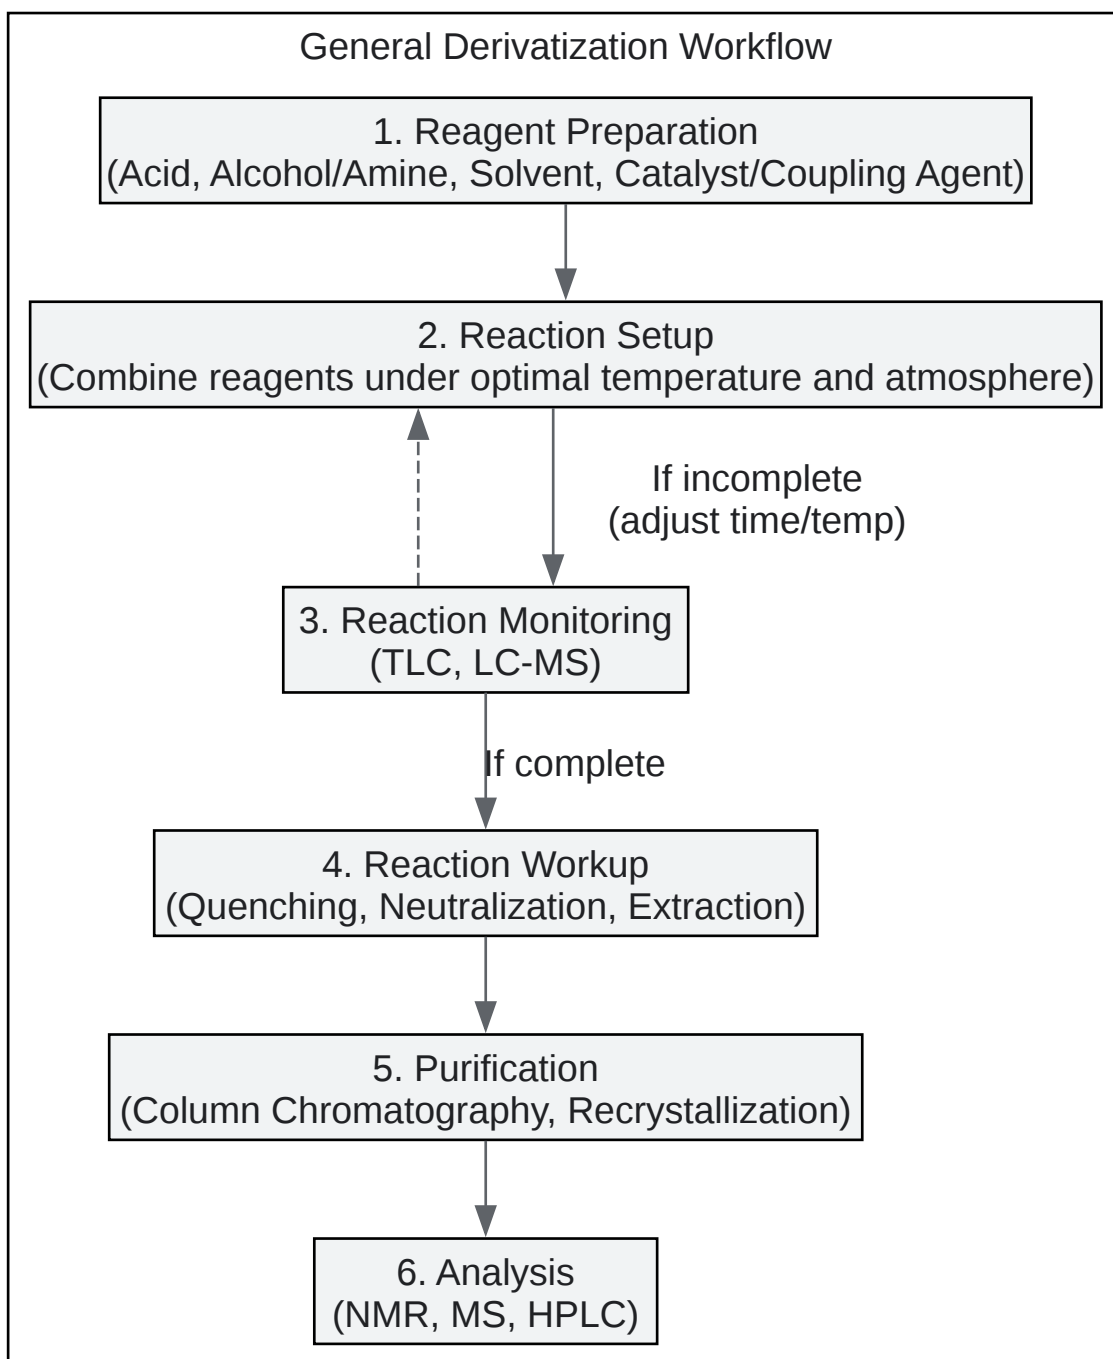 General Derivatization Workflow
1. Reagent Preparation
(Acid, Alcohol/Amine, Solvent, Catalyst/Coupling Agent)
2. Reaction Setup
(Combine reagents under optimal temperature and atmosphere)
If incomplete
(adjust time/temp)
3. Reaction Monitoring
(TLC, LC-MS)
If complete
4. Reaction Workup
(Quenching, Neutralization, Extraction)
5. Purification
(Column Chromatography, Recrystallization)
6. Analysis
(NMR, MS, HPLC)